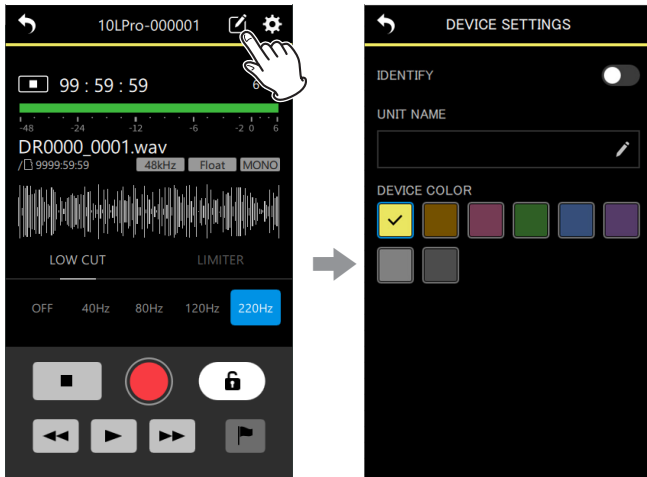 10LPro-000001
99 : 59 : 59
-48 -24 -12 -6 -2 0 6
DR0000_0001.wav
/ 9999:59:59 48kHz Float MONO
LOW CUT LIMITER
OFF 40Hz 80Hz 120Hz 220Hz
DEVICE SETTINGS
IDENTIFY
UNIT NAME
DEVICE COLOR